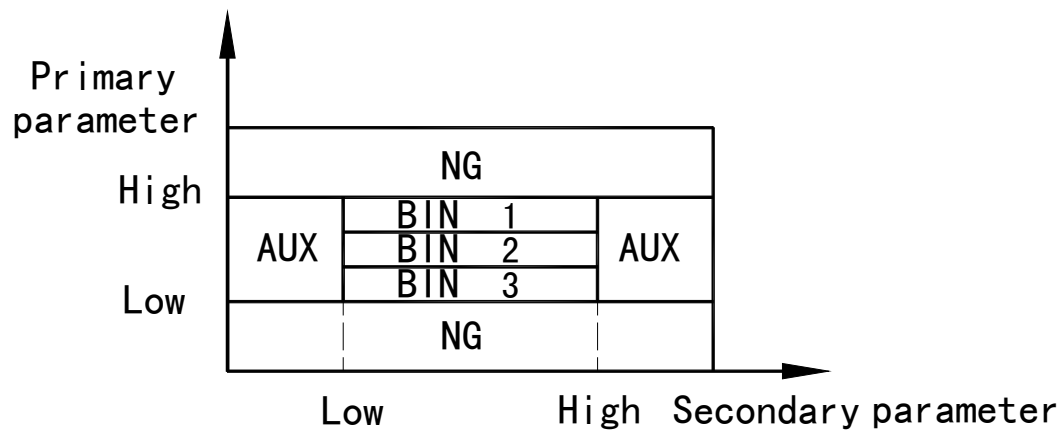 Primary
parameter
NG
High
BIN 1
AUX BIN 2 AUX
BIN 3
Low
NG
Low High Secondary parameter